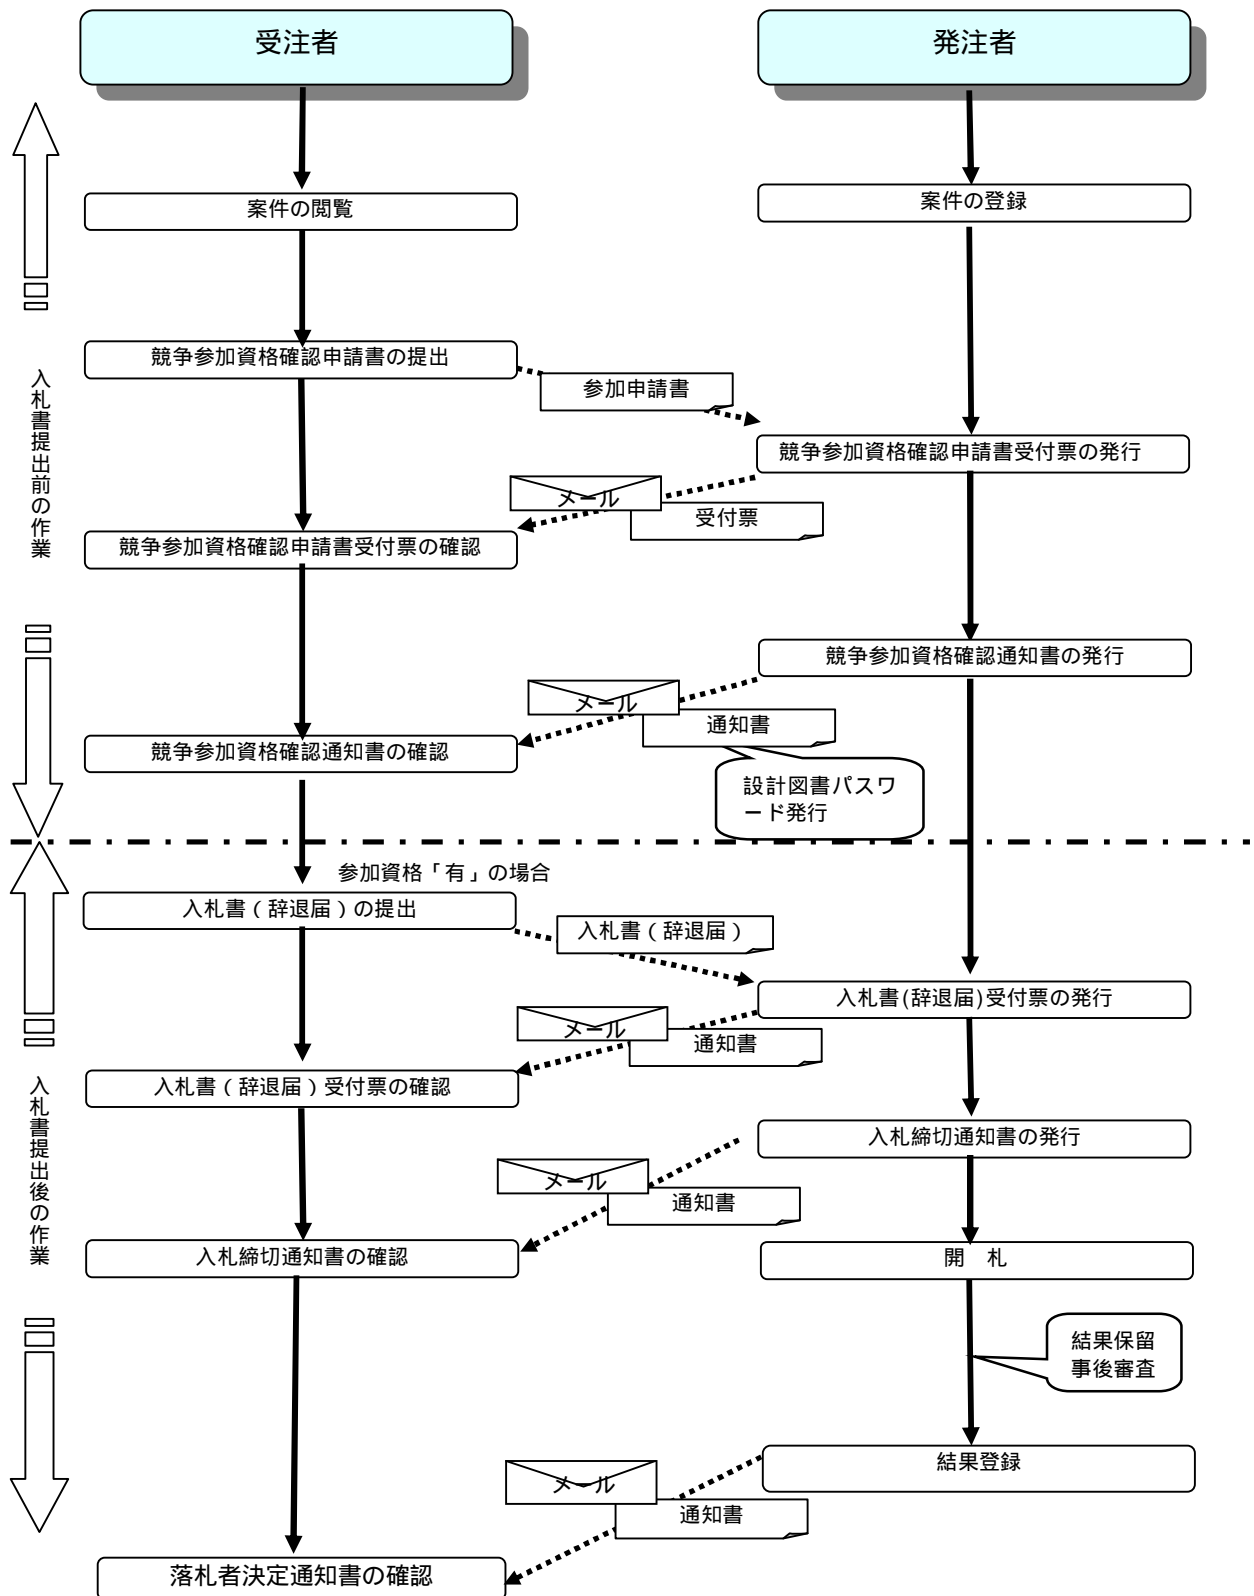 受注者
発注者
案件の閲覧
案件の登録
競争参加資格確認申請書の提出
参加申請書
競争参加資格確認申請書受付票の発行
メール
受付票
競争参加資格確認申請書受付票の確認
入札書提出前の作業
競争参加資格確認通知書の発行
メール
通知書
競争参加資格確認通知書の確認
設計図書パスワ
ード発行
参加資格「有」の場合
入札書(辞退届)の提出
入札書(辞退届)
入札書(辞退届)受付票の発行
メール
通知書
入札書(辞退届)受付票の確認
入札締切通知書の発行
メール
通知書
入札書提出後の作業
入札締切通知書の確認
開 札
結果保留
事後審査
結果登録
メール
通知書
落札者決定通知書の確認